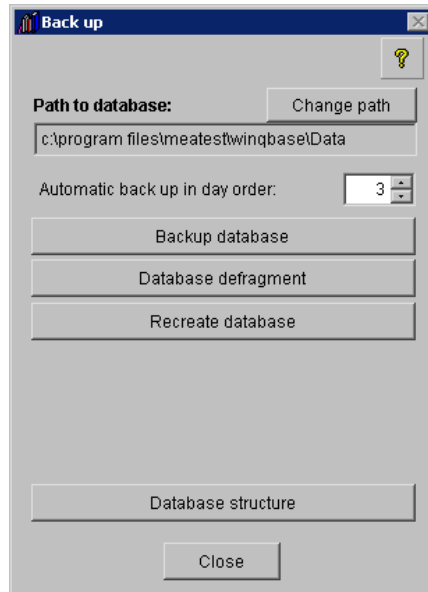 Back up
?
Path to database:
Change path
c:\program files\meatest\winqbase\Data
Automatic back up in day order:
3
Backup database
Database defragment
Recreate database
Database structure
Close